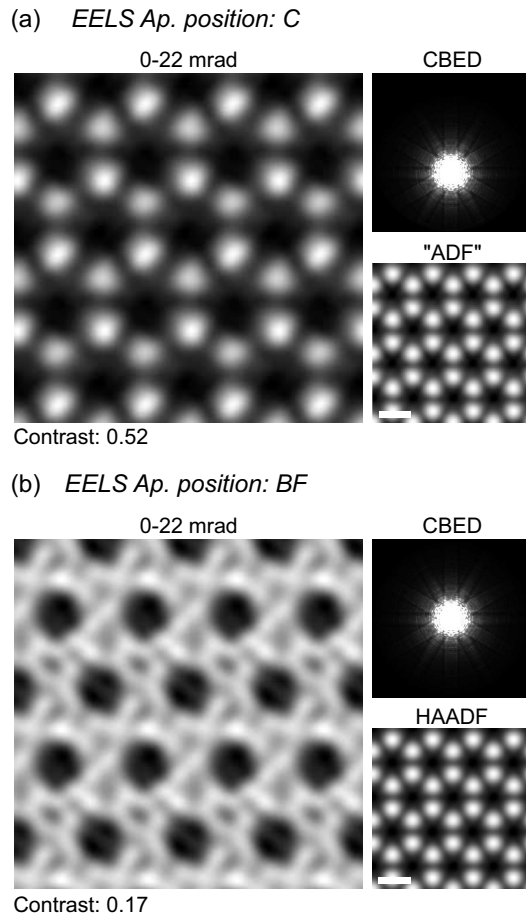 (a) EELS Ap. position: C
0-22 mrad
CBED
"ADF"
Contrast: 0.52
(b) EELS Ap. position: BF
0-22 mrad
CBED
HAADF
Contrast: 0.17